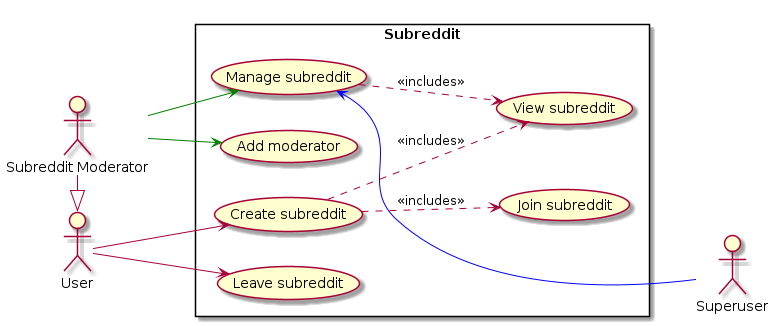 Subreddit
Manage subreddit
«includes»
View subreddit
Add moderator
«includes»
Subreddit Moderator
Create subreddit
«includes»
Join subreddit
User
Leave subreddit
Superuser